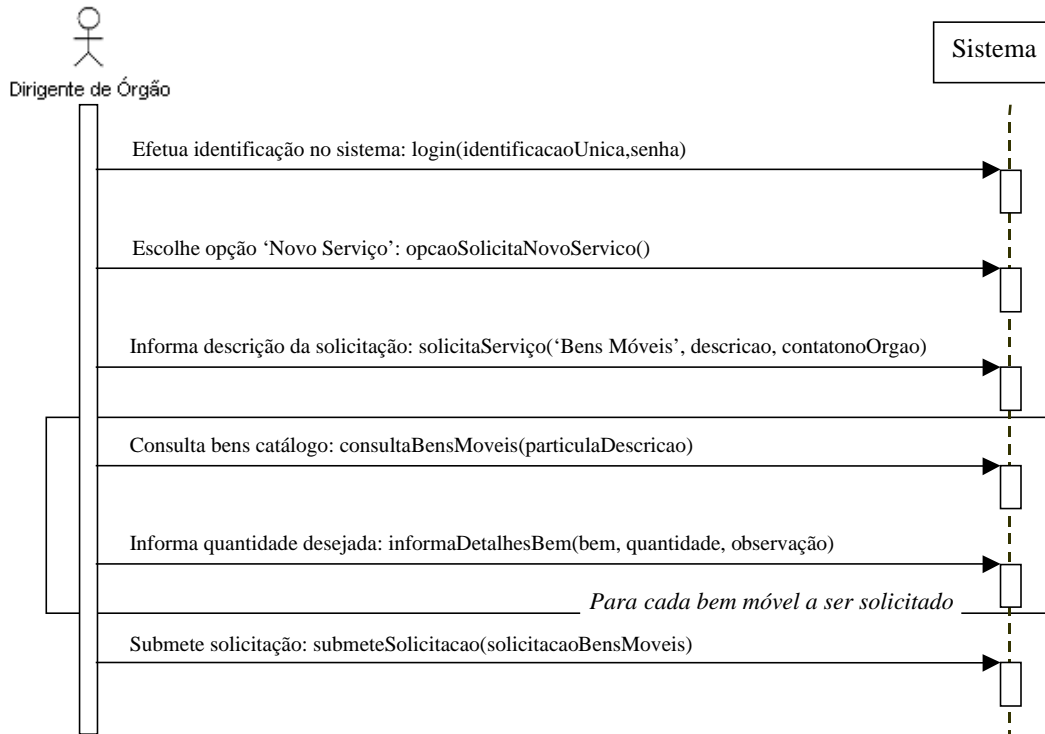 Dirigente de Órgão
Sistema
Efetua identificação no sistema: login(identificacaoUnica,senha)
Escolhe opção ‘Novo Serviço’: opcaoSolicitaNovoServico()
Informa descrição da solicitação: solicitaServiço(‘Bens Móveis’, descricao, contatonoOrgao)
Consulta bens catálogo: consultaBensMoveis(particulaDescricao)
Informa quantidade desejada: informaDetalhesBem(bem, quantidade, observação)
Para cada bem móvel a ser solicitado
Submete solicitação: submeteSolicitacao(solicitacaoBensMoveis)